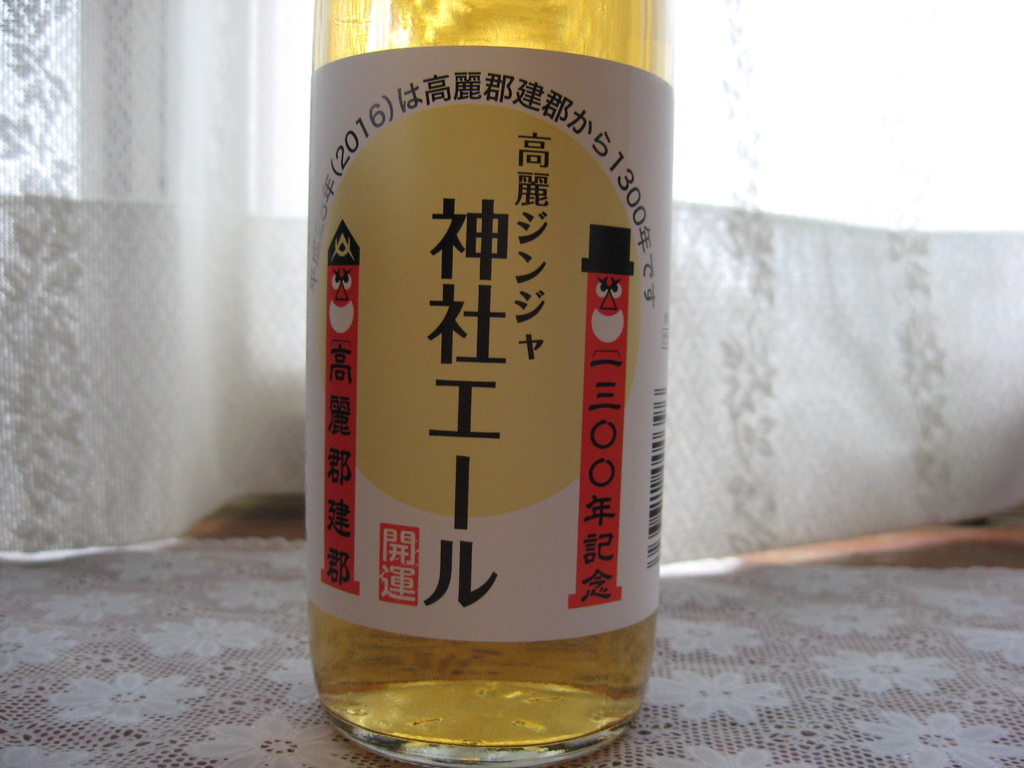 年(2016)は高麗郡建郡から1300年です
高麗ジンジャ
神社エール
高麗郡建郡
一三〇〇年記念
開運